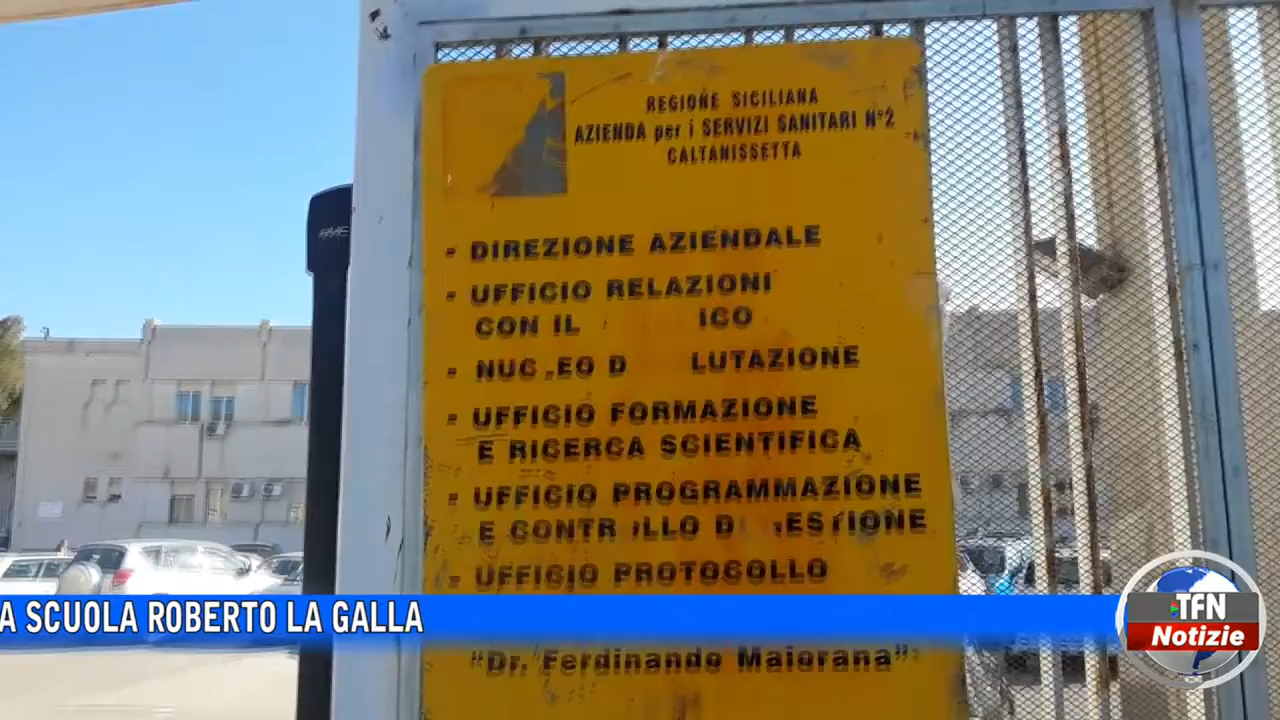 REGIONE SICILIANA
AZIENDA per i SERVIZI SANITARI N°2
CALTANISSETTA
- DIREZIONE AZIENDALE
- UFFICIO RELAZIONI
CON IL ICO
- NUC.EO D LUTAZIONE
- UFFICIO FORMAZIONE
E RICERCA SCIENTIFICA
- UFFICIO PROGRAMMAZIONE
E CONTR LLO D ESTIONE
- UFFICIO PROTOCOLLO
A SCUOLA ROBERTO LA GALLA
TFN
Notizie
"Dr. Ferdinando Maiorana"